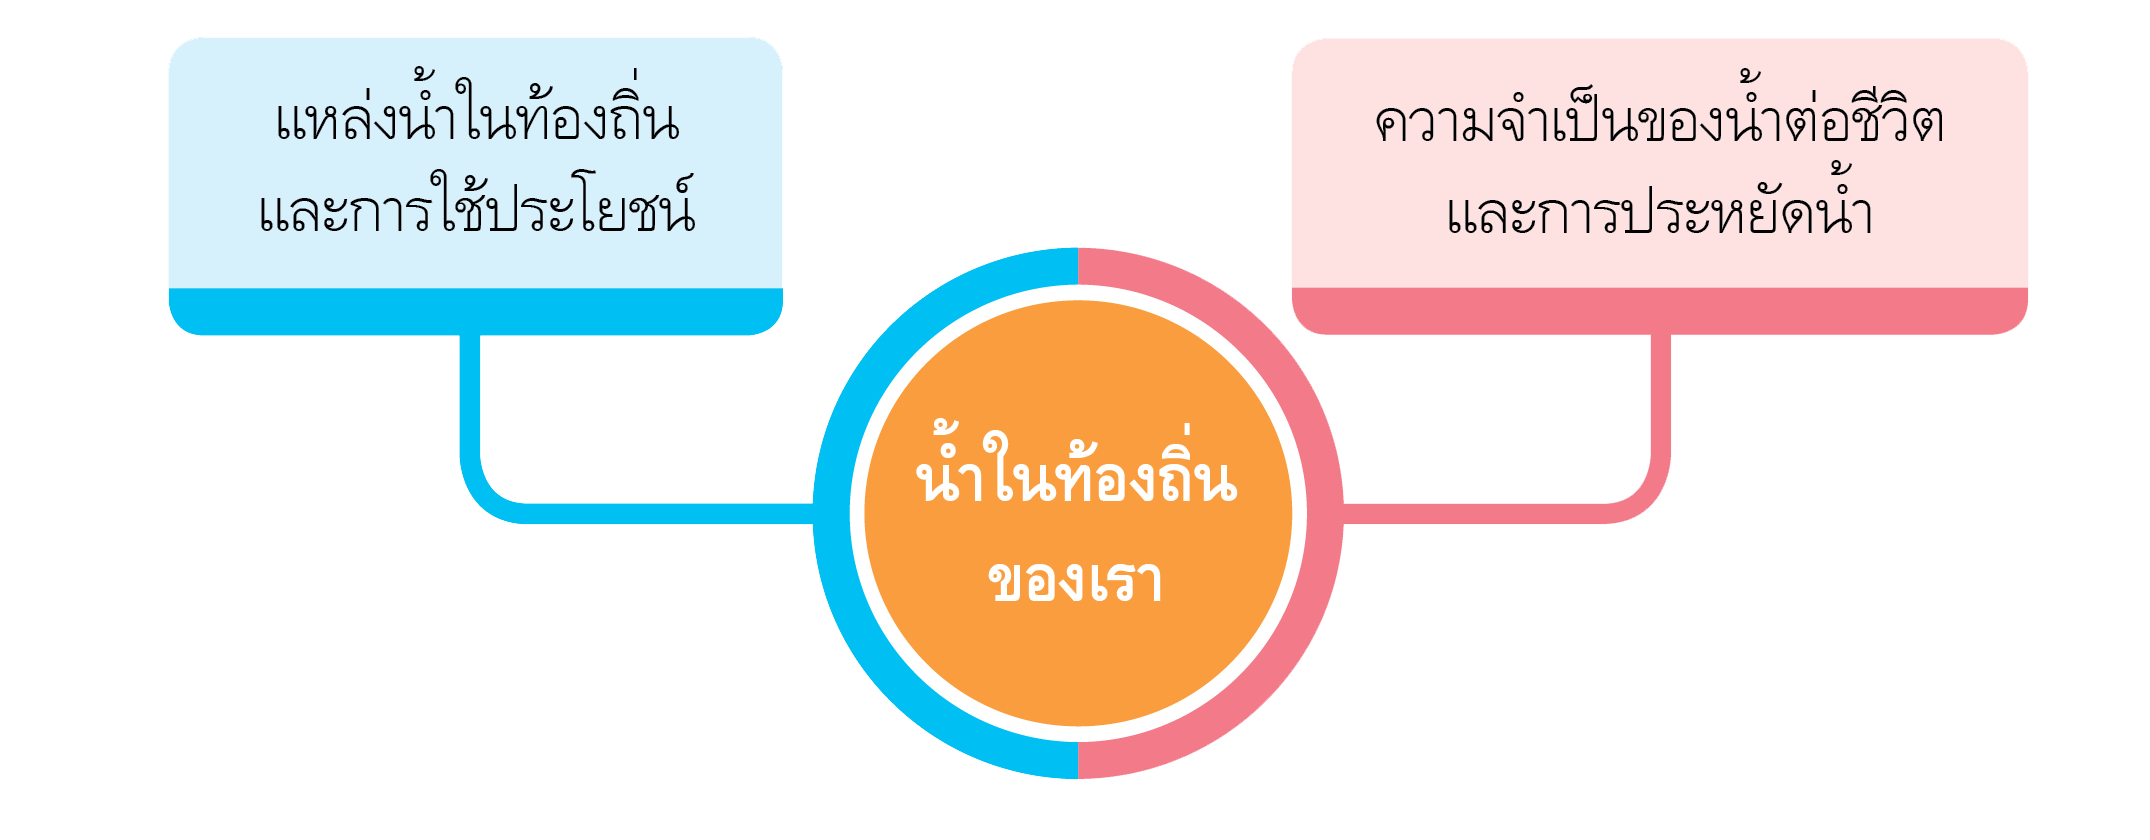 แหล่งน้ำในท้องถิ่น
และการใช้ประโยชน์
ความจำเป็นของน้ำต่อชีวิต
และการประหยัดน้ำ
น้ำในท้องถิ่น
ของเรา